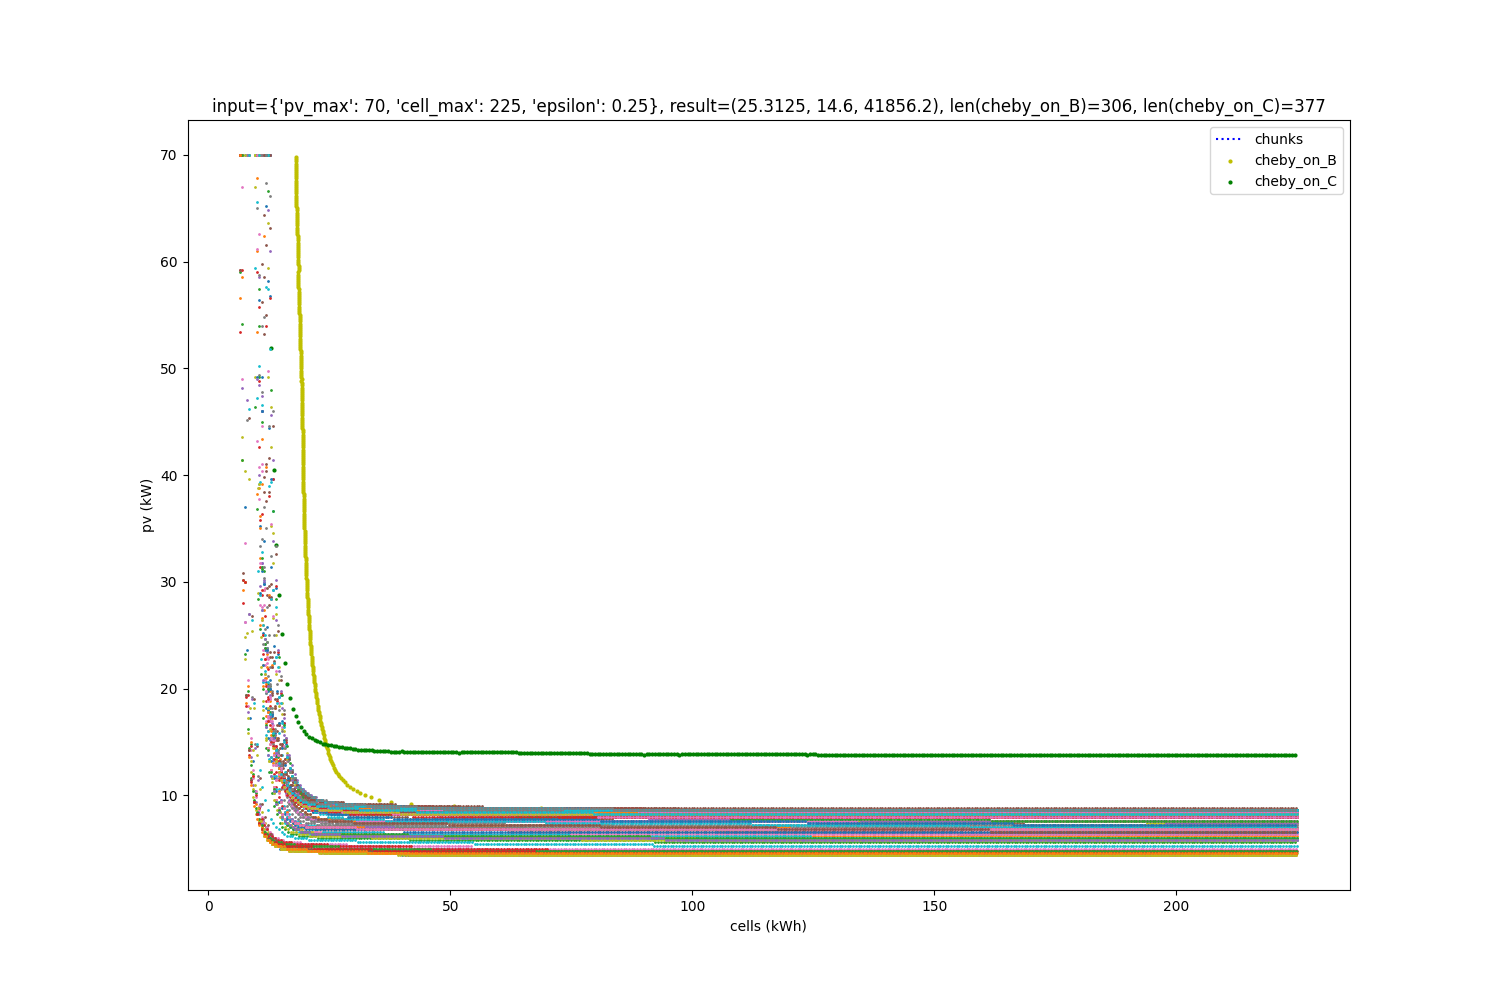 input={'pv_max': 70, 'cell_max': 225, 'epsilon': 0.25}, result=(25.3125, 14.6, 41856.2), len(cheby_on_B)=306, len(cheby_on_C)=377
chunks
cheby_on_B
cheby_on_C
70
60
50
40
30
20
10
pv (kW)
0
50
100
150
200
cells (kWh)